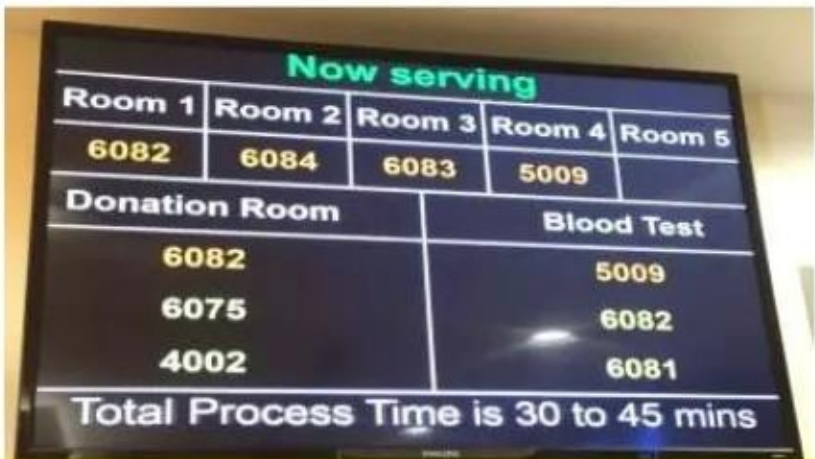 Now serving
Room 1 Room 2 Room 3 Room 4 Room 5
6082 6084 6083 5009
Donation Room Blood Test
6082 5009
6075 6082
4002 6081
Total Process Time is 30 to 45 mins